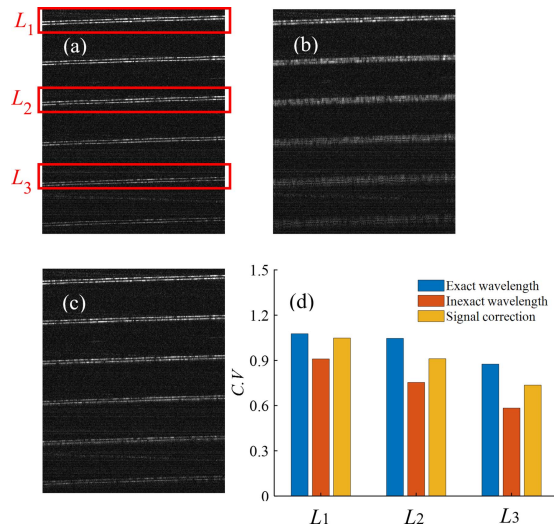 L1
(a)
(b)
L2
L3
(c)
(d)
1.5
1.2
0.9
0.6
0.3
0
C.V
Exact wavelength
Inexact wavelength
Signal correction
L1 L2 L3